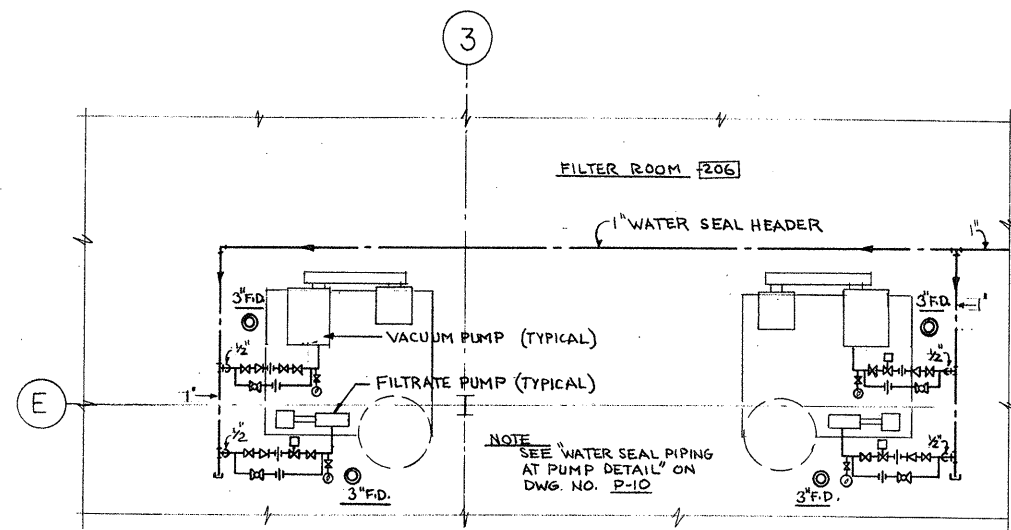 3
FILTER ROOM 206
1" WATER SEAL HEADER
1"
3" F.D.
3" F.D.
1"
VACUUM PUMP (TYPICAL)
1/2"
1/2"
1"
FILTRATE PUMP (TYPICAL)
E
1/2"
1/2"
NOTE
SEE "WATER SEAL PIPING
AT PUMP DETAIL" ON
DWG. NO. P-10
3" F.D.
3" F.D.